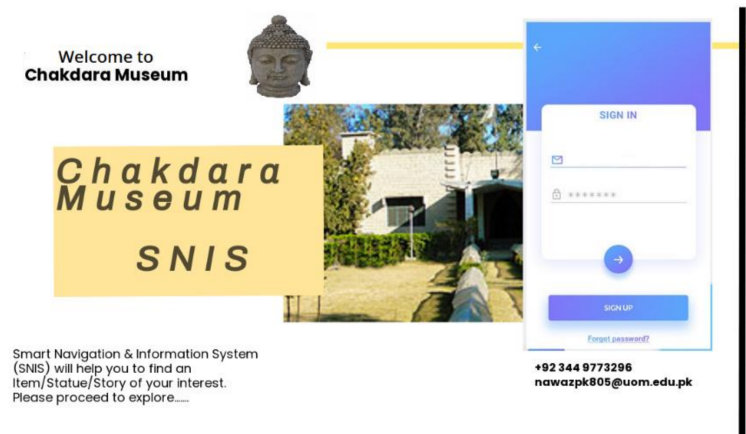 Welcome to
Chakdara Museum
Chakdara
Museum
SNIS
Smart Navigation & Information System
(SNIS) will help you to find an
Item/Statue/Story of your interest.
Please proceed to explore......
SIGN IN
*******
SIGN UP
Forget password?
+92 344 9773296
nawazpk805@uom.edu.pk